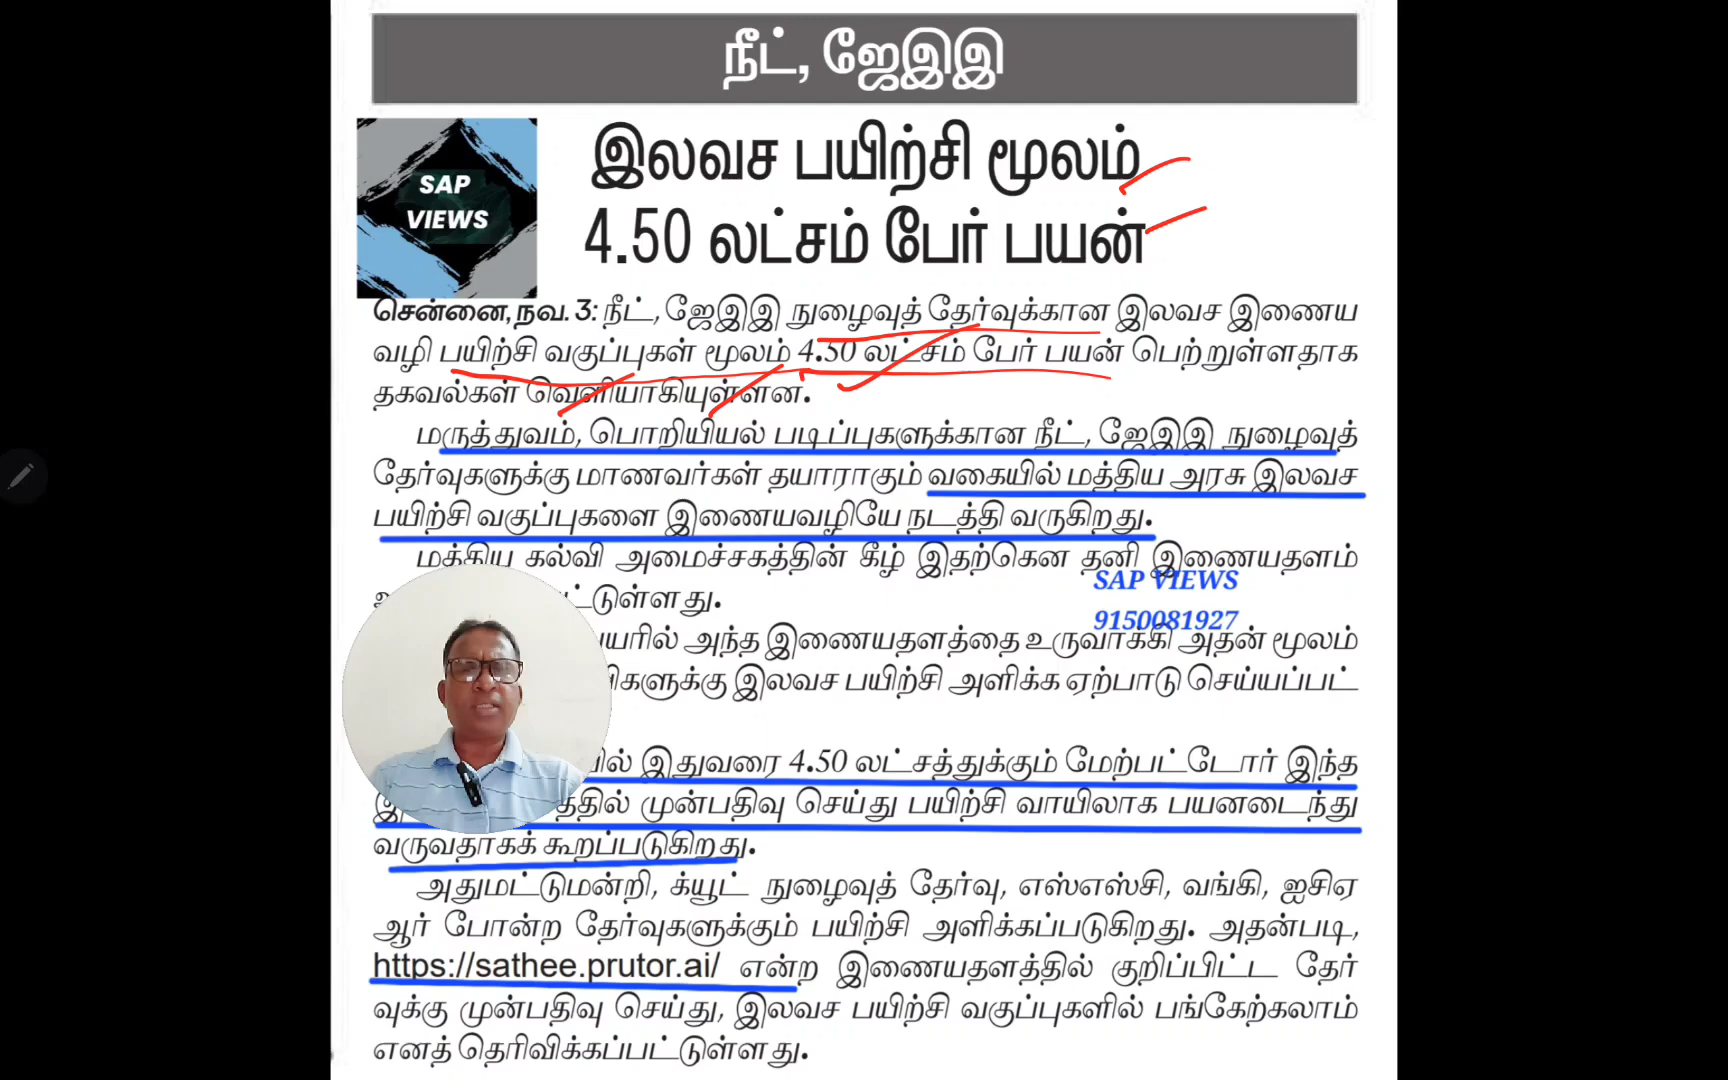 நீட், ஜேஇஇ
இலவச பயிற்சி மூலம்
4.50 லட்சம் பேர் பயன்
SAP
VIEWS
சென்னை, நவ. 3: நீட், ஜேஇஇ நுழைவுத் தேர்வுக்கான இலவச இணைய
வழி பயிற்சி வகுப்புகள் மூலம் 4.50 லட்சம் பேர் பயன் பெற்றுள்ளதாக
தகவல்கள் வெளியாகியுள்ளன.
மருத்துவம், பொறியியல் படிப்புகளுக்கான நீட், ஜேஇஇ நுழைவுத்
தேர்வுகளுக்கு மாணவர்கள் தயாராகும் வகையில் மத்திய அரசு இலவச
பயிற்சி வகுப்புகளை இணையவழியே நடத்தி வருகிறது.
மத்திய கல்வி அமைச்சகத்தின் கீழ் இதற்கென தனி இணையதளம்
ட்டுள்ளது.
SAP VIEWS
9150081927
யரில் அந்த இணையதளத்தை உருவாக்கி அதன் மூலம்
களுக்கு இலவச பயிற்சி அளிக்க ஏற்பாடு செய்யப்பட்
ில் இதுவரை 4.50 லட்சத்துக்கும் மேற்பட்டோர் இந்த
த்தில் முன்பதிவு செய்து பயிற்சி வாயிலாக பயனடைந்து
வருவதாகக் கூறப்படுகிறது.
அதுமட்டுமன்றி, க்யூட் நுழைவுத் தேர்வு, எஸ்எஸ்சி, வங்கி, ஐசிஏ
ஆர் போன்ற தேர்வுகளுக்கும் பயிற்சி அளிக்கப்படுகிறது. அதன்படி,
https://sathee.prutor.ai/ என்ற இணையதளத்தில் குறிப்பிட்ட தேர்
வுக்கு முன்பதிவு செய்து, இலவச பயிற்சி வகுப்புகளில் பங்கேற்கலாம்
எனத் தெரிவிக்கப்பட்டுள்ளது.